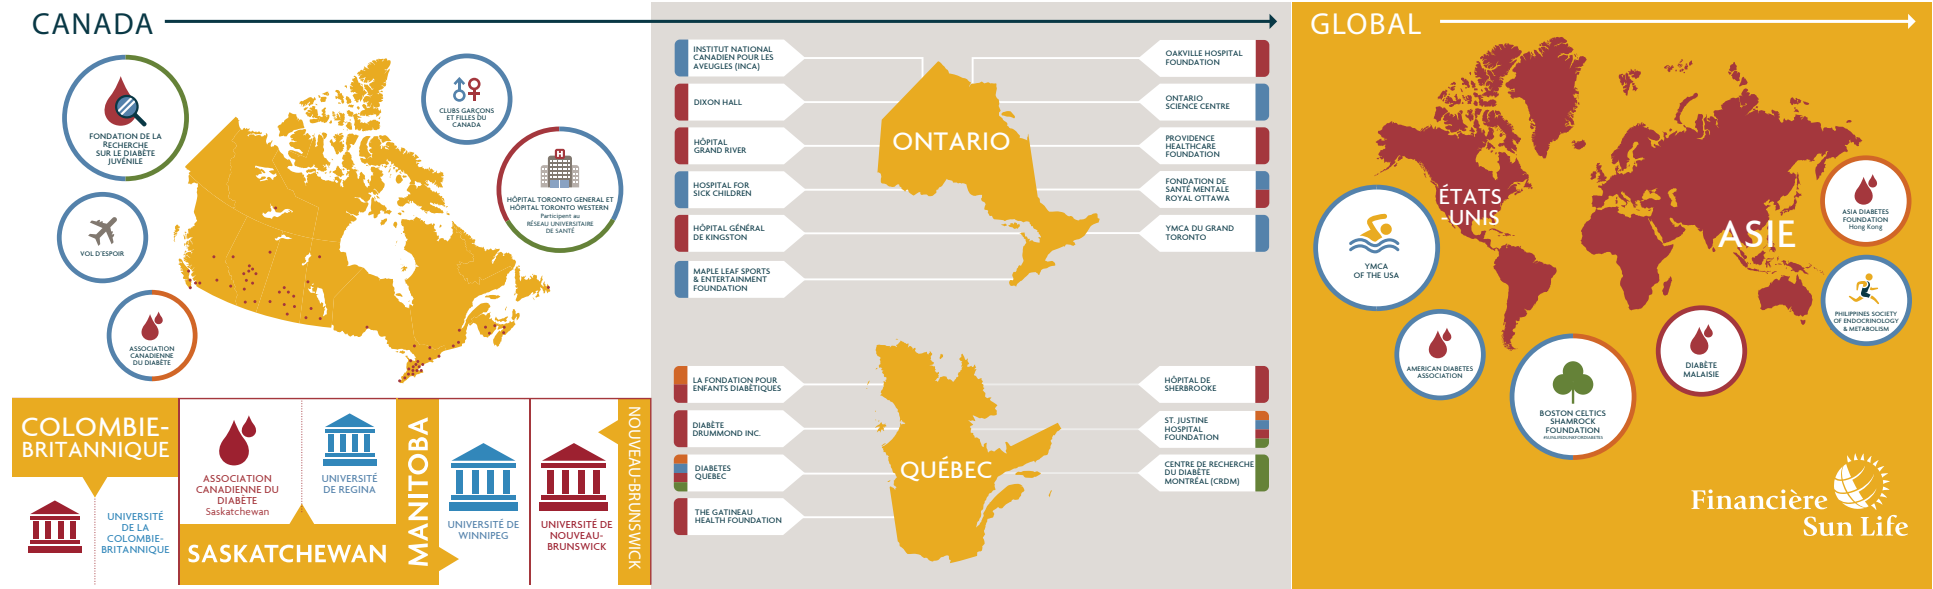 CANADA
FONDATION DE LA
RECHERCHE
SUR LE DIABÈTE
JUVÉNILE
VOL D'ESPOIR
ASSOCIATION
CANADIENNE
DU DIABÈTE
CLUBS GARÇONS
ET FILLES DU
CANADA
H
HÔPITAL TORONTO GENERAL ET
HÔPITAL TORONTO WESTERN
Participent au
RÉSEAU UNIVERSITAIRE
DE SANTÉ
COLOMBIE-
BRITANNIQUE
UNIVERSITÉ
DE LA
COLOMBIE-
BRITANNIQUE
ASSOCIATION
CANADIENNE DU
DIABÈTE
Saskatchewan
UNIVERSITÉ
DE REGINA
SASKATCHEWAN
MANITOBA
UNIVERSITÉ DE
WINNIPEG
UNIVERSITÉ DE
NOUVEAU-
BRUNSWICK
NOUVEAU-BRUNSWICK
INSTITUT NATIONAL
CANADIEN POUR LES
AVEUGLES (INCA)
DIXON HALL
HÔPITAL
GRAND RIVER
HOSPITAL FOR
SICK CHILDREN
HÔPITAL GÉNÉRAL
DE KINGSTON
MAPLE LEAF SPORTS
& ENTERTAINMENT
FOUNDATION
ONTARIO
OAKVILLE HOSPITAL
FOUNDATION
ONTARIO
SCIENCE CENTRE
PROVIDENCE
HEALTHCARE
FOUNDATION
FONDATION DE
SANTÉ MENTALE
ROYAL OTTAWA
YMCA DU GRAND
TORONTO
LA FONDATION POUR
ENFANTS DIABÈTIQUES
DIABÈTE
DRUMMOND INC.
DIABETES
QUEBEC
THE GATINEAU
HEALTH FOUNDATION
QUÉBEC
HÔPITAL DE
SHERBROOKE
ST. JUSTINE
HOSPITAL
FOUNDATION
CENTRE DE RECHERCHE
DU DIABÈTE
MONTRÉAL (CRDM)
GLOBAL
ÉTATS
-UNIS
ASIE
YMCA
OF THE USA
AMERICAN DIABETES
ASSOCIATION
BOSTON CELTICS
SHAMROCK
FOUNDATION
#SUNLIFEDUNKFORDIABETES
DIABÈTE
MALAISIE
ASIA DIABETES
FOUNDATION
Hong Kong
PHILIPPINES SOCIETY
OF ENDOCRINOLOGY
& METABOLISM
Financière
Sun Life